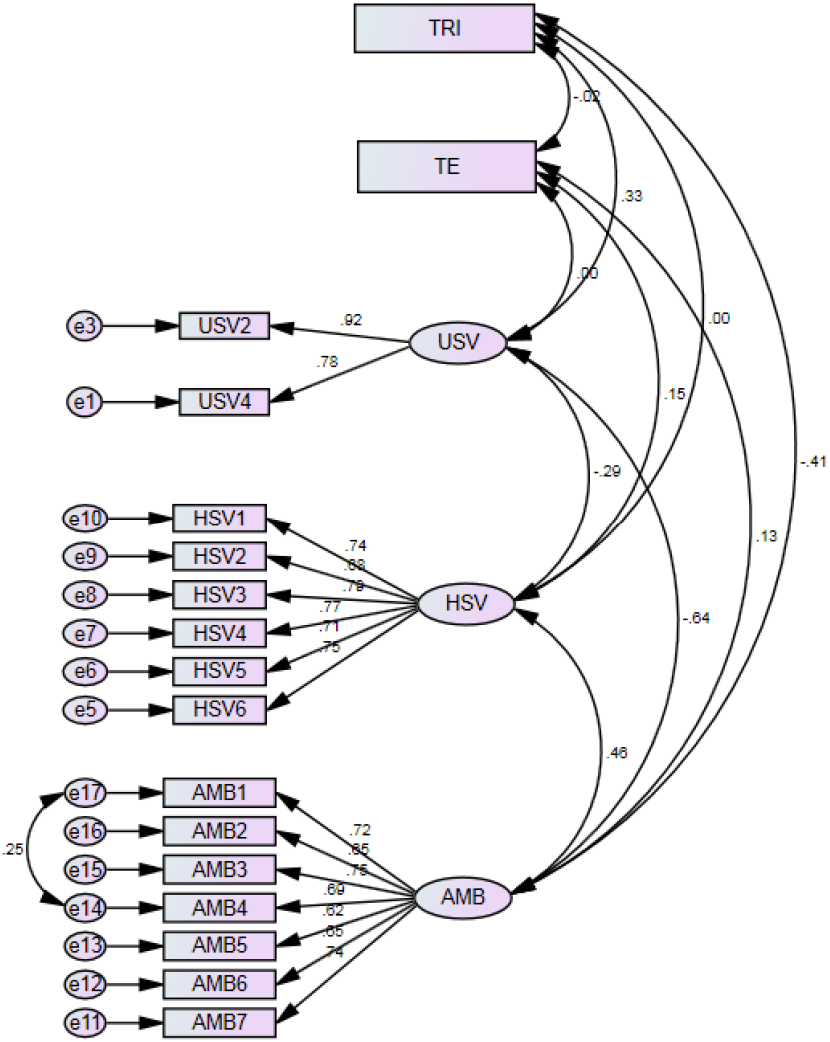 TRI
-.02
TE
.33
.00
e3 USV2 .92 USV
.00
.78
e1 USV4
.15
-.41
-.29
e10 HSV1
.13
.74
e9 HSV2 .68
.79
e8 HSV3
HSV
.77
-.64
e7 HSV4 .71
.75
e6 HSV5
e5 HSV6
.46
e17 AMB1
.72
e16 AMB2
.65
.25
e15 AMB3 .75
.69
AMB
e14 AMB4 .62
.65
e13 AMB5
.74
e12 AMB6
e11 AMB7